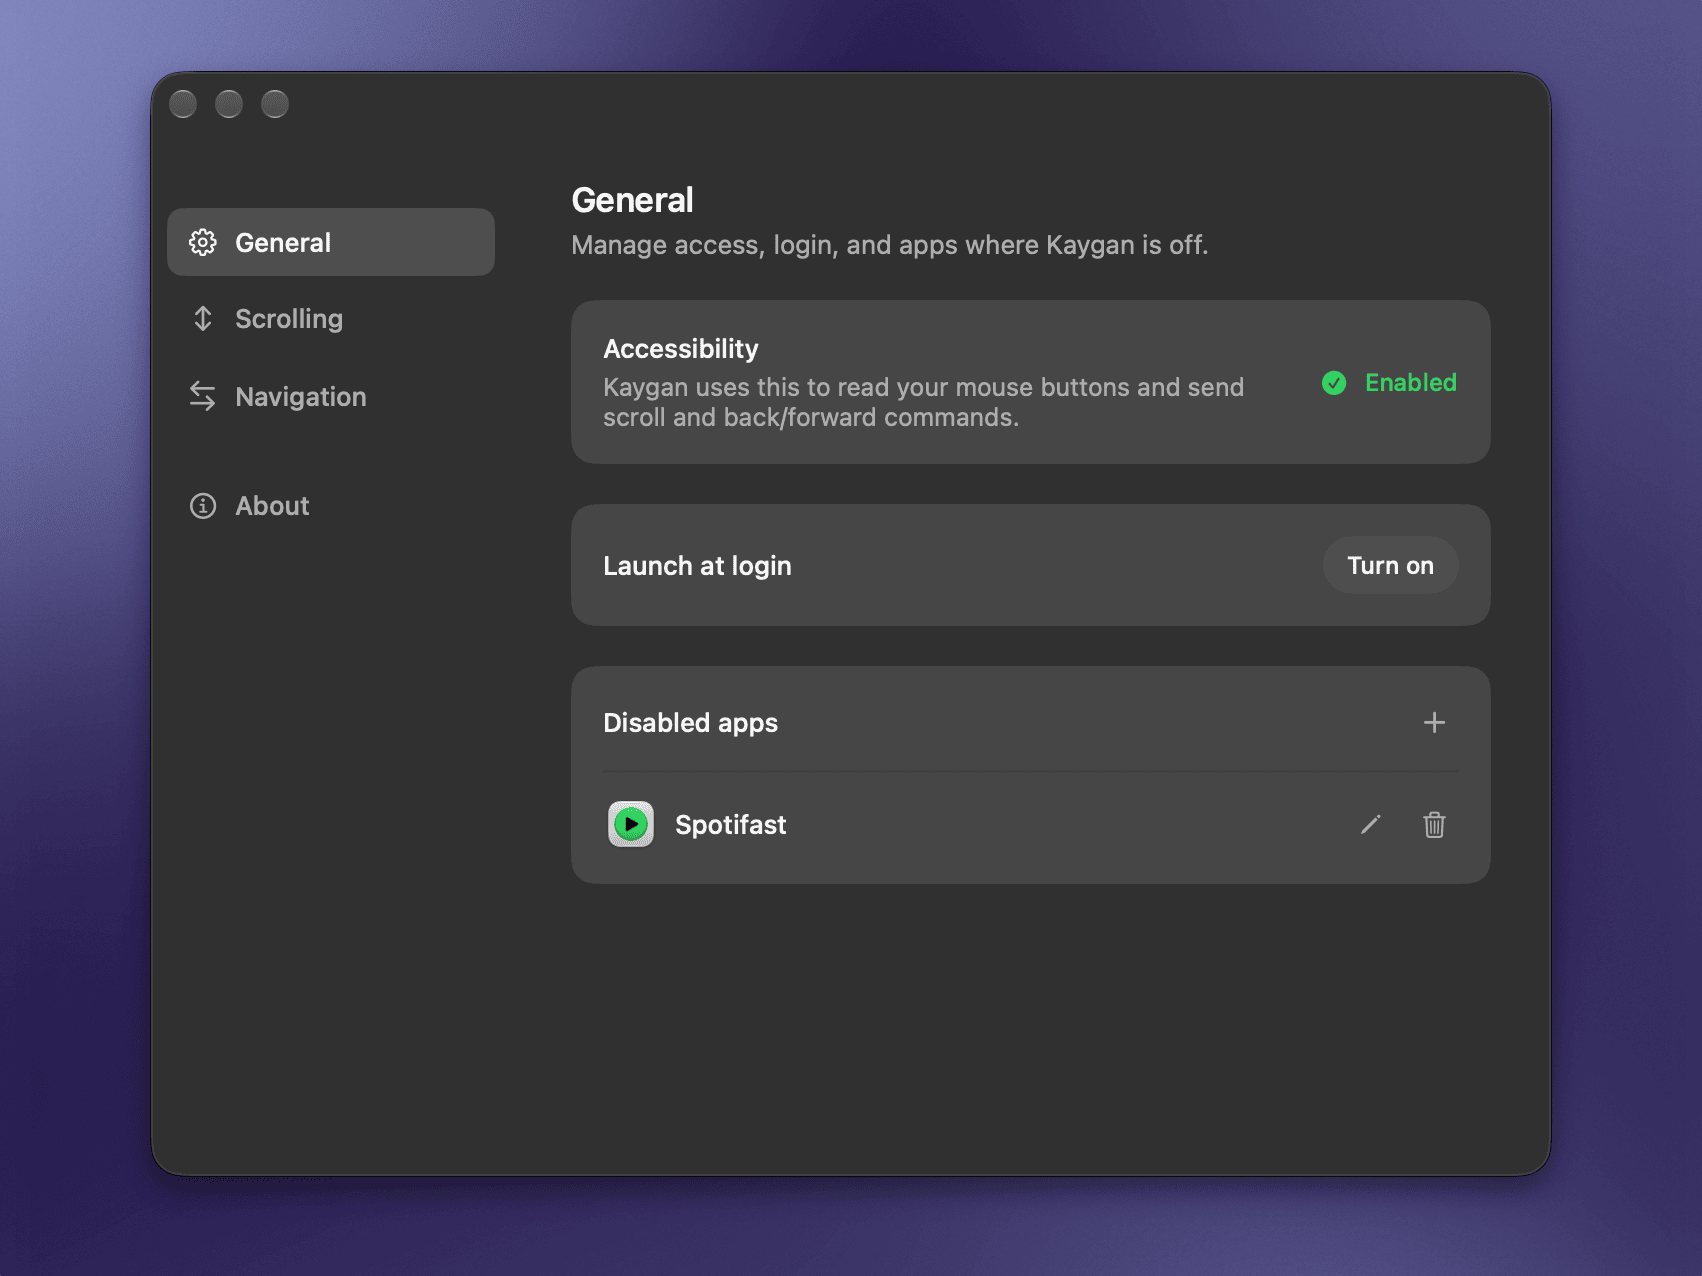 General
Scrolling
Navigation
About
General
Manage access, login, and apps where Kaygan is off.
Accessibility
Kaygan uses this to read your mouse buttons and send
scroll and back/forward commands.
Enabled
Launch at login
Turn on
Disabled apps
Spotifast